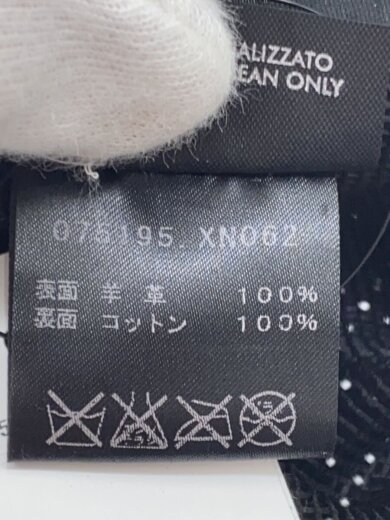 ALIZZATO
EAN ONLY
075195. XN062
表面 羊革 100%
裏面 コットン 100%